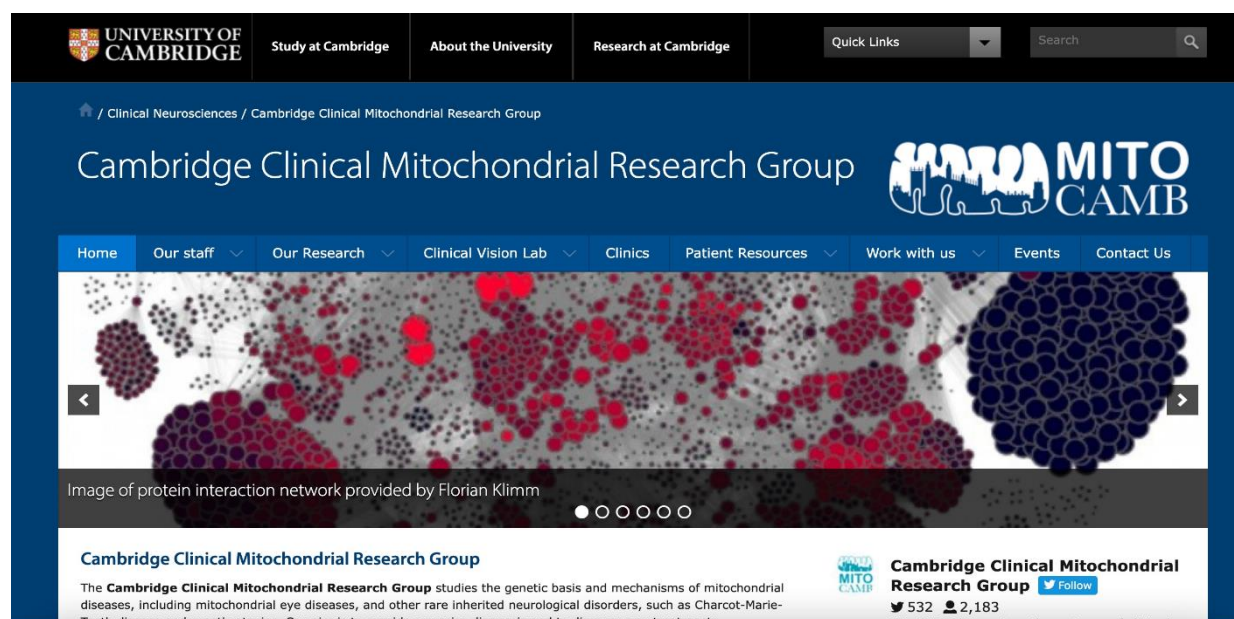 UNIVERSITY OF
CAMBRIDGE
Study at Cambridge
About the University
Research at Cambridge
Quick Links
Search
/ Clinical Neurosciences / Cambridge Clinical Mitochondrial Research Group
Cambridge Clinical Mitochondrial Research Group
MITO
CAMB
Home
Our staff
Our Research
Clinical Vision Lab
Clinics
Patient Resources
Work with us
Events
Contact Us
Image of protein interaction network provided by Florian Klimm
Cambridge Clinical Mitochondrial Research Group
The Cambridge Clinical Mitochondrial Research Group studies the genetic basis and mechanisms of mitochondrial
diseases, including mitochondrial eye diseases, and other rare inherited neurological disorders, such as Charcot-Marie-
MITO
CAMB
Cambridge Clinical Mitochondrial
Research Group Follow
532 2,183